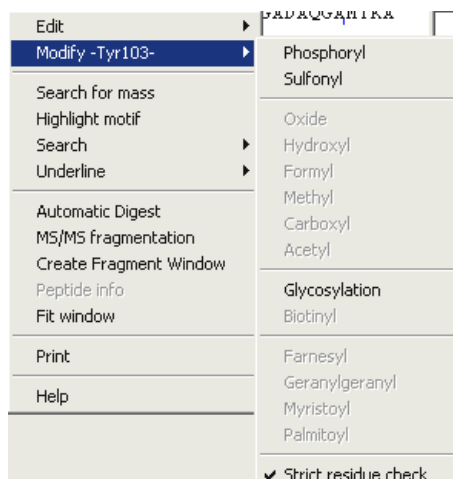 GADAQGAMTKA
Edit
Modify -Tyr103-
Search for mass
Highlight motif
Search
Underline
Automatic Digest
MS/MS fragmentation
Create Fragment Window
Peptide info
Fit window
Print
Help
Phosphoryl
Sulfonyl
Oxide
Hydroxyl
Formyl
Methyl
Carboxyl
Acetyl
Glycosylation
Biotinyl
Farnesyl
Geranylgeranyl
Myristoyl
Palmitoyl
Strict residue check